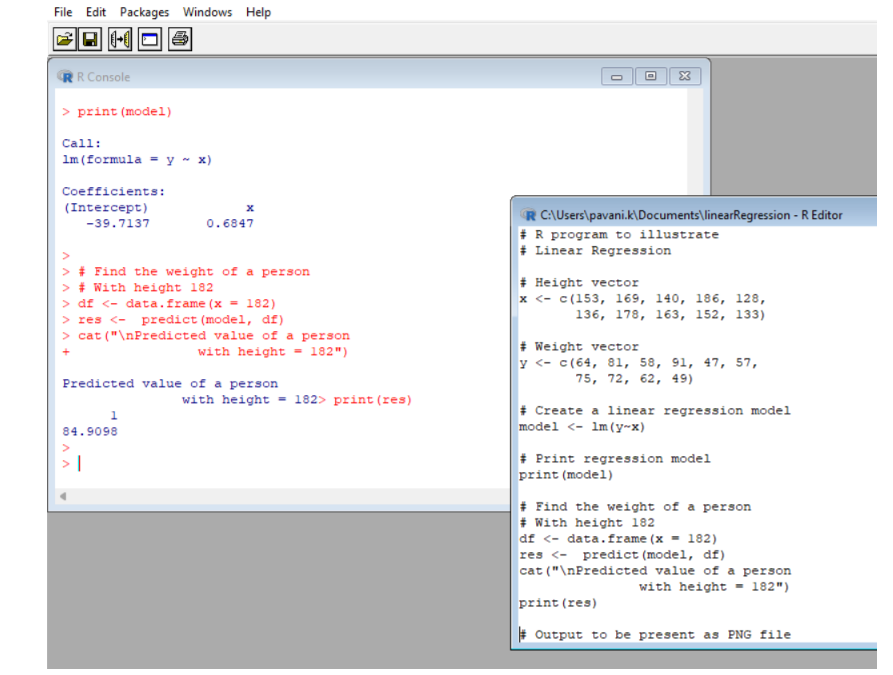 File Edit Packages Windows Help
R Console
> print(model)
Call:
lm(formula = y ~ x)
Coefficients:
(Intercept)            x
   -39.7137       0.6847
>
> # Find the weight of a person
> # With height 182
> df <- data.frame(x = 182)
> res <-  predict(model, df)
> cat("\nPredicted value of a person
+                 with height = 182")
Predicted value of a person
                with height = 182> print(res)
      1
84.9098
>
>
C:\Users\pavani.k\Documents\linearRegression - R Editor
# R program to illustrate
# Linear Regression
# Height vector
x <- c(153, 169, 140, 186, 128,
       136, 178, 163, 152, 133)
# Weight vector
y <- c(64, 81, 58, 91, 47, 57,
       75, 72, 62, 49)
# Create a linear regression model
model <- lm(y~x)
# Print regression model
print(model)
# Find the weight of a person
# With height 182
df <- data.frame(x = 182)
res <-  predict(model, df)
cat("\nPredicted value of a person
                with height = 182")
print(res)
# Output to be present as PNG file